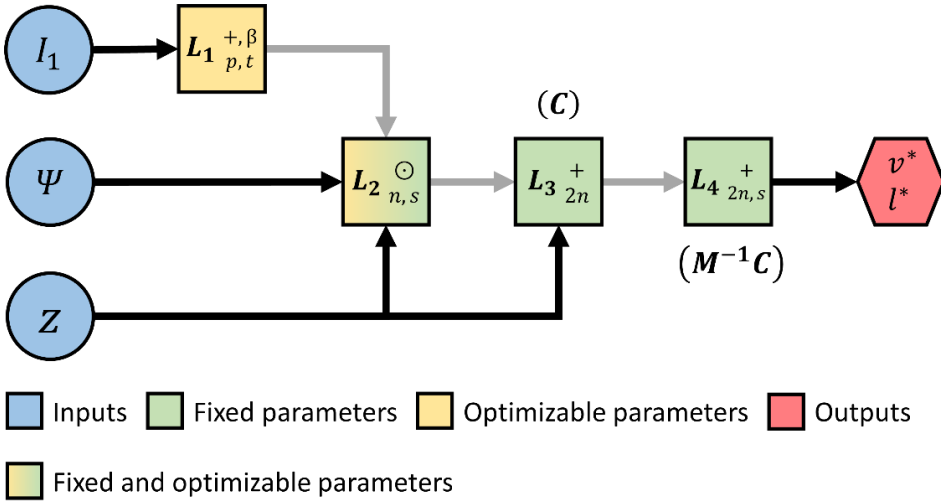 I₁
L₁ +, β
p, t
(C)
Ψ
L₂ ⊙
n, s
L₃ +
2n
L₄ +
2n, s
v*
l*
(M⁻¹C)
Z
Inputs
Fixed parameters
Optimizable parameters
Outputs
Fixed and optimizable parameters